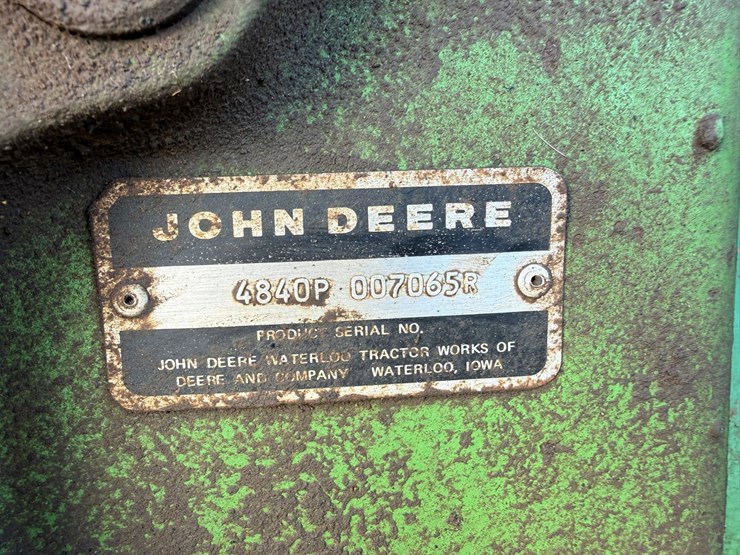 JOHN DEERE
4840P 007065R
PRODUCT SERIAL NO.
JOHN DEERE WATERLOO TRACTOR WORKS OF
DEERE AND COMPANY WATERLOO, IOWA